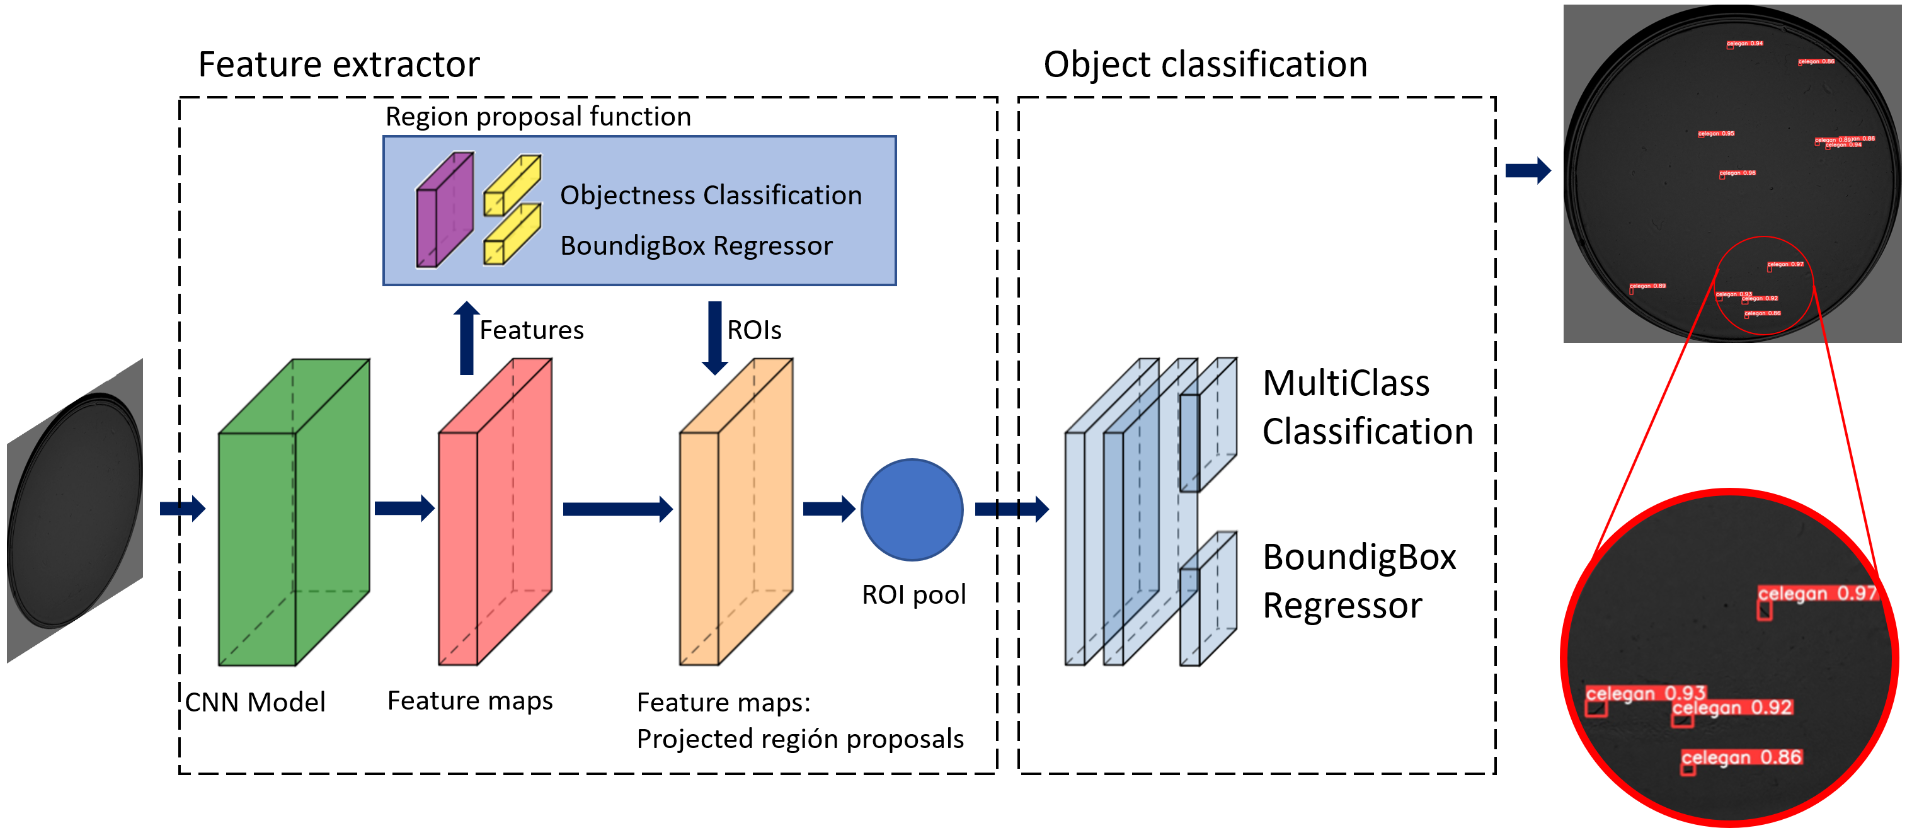 Feature extractor
Object classification
Region proposal function
Objectness Classification
BoundigBox Regressor
Features
ROIs
CNN Model
Feature maps
Feature maps:
Projected región proposals
ROI pool
MultiClass
Classification
BoundigBox
Regressor
celegan 0.94
celegan 0.86
celegan 0.95
celegan 0.94
celegan 0.98
celegan 0.97
celegan 0.89
celegan 0.93
celegan 0.92
celegan 0.86
celegan 0.97
celegan 0.93
celegan 0.92
celegan 0.86